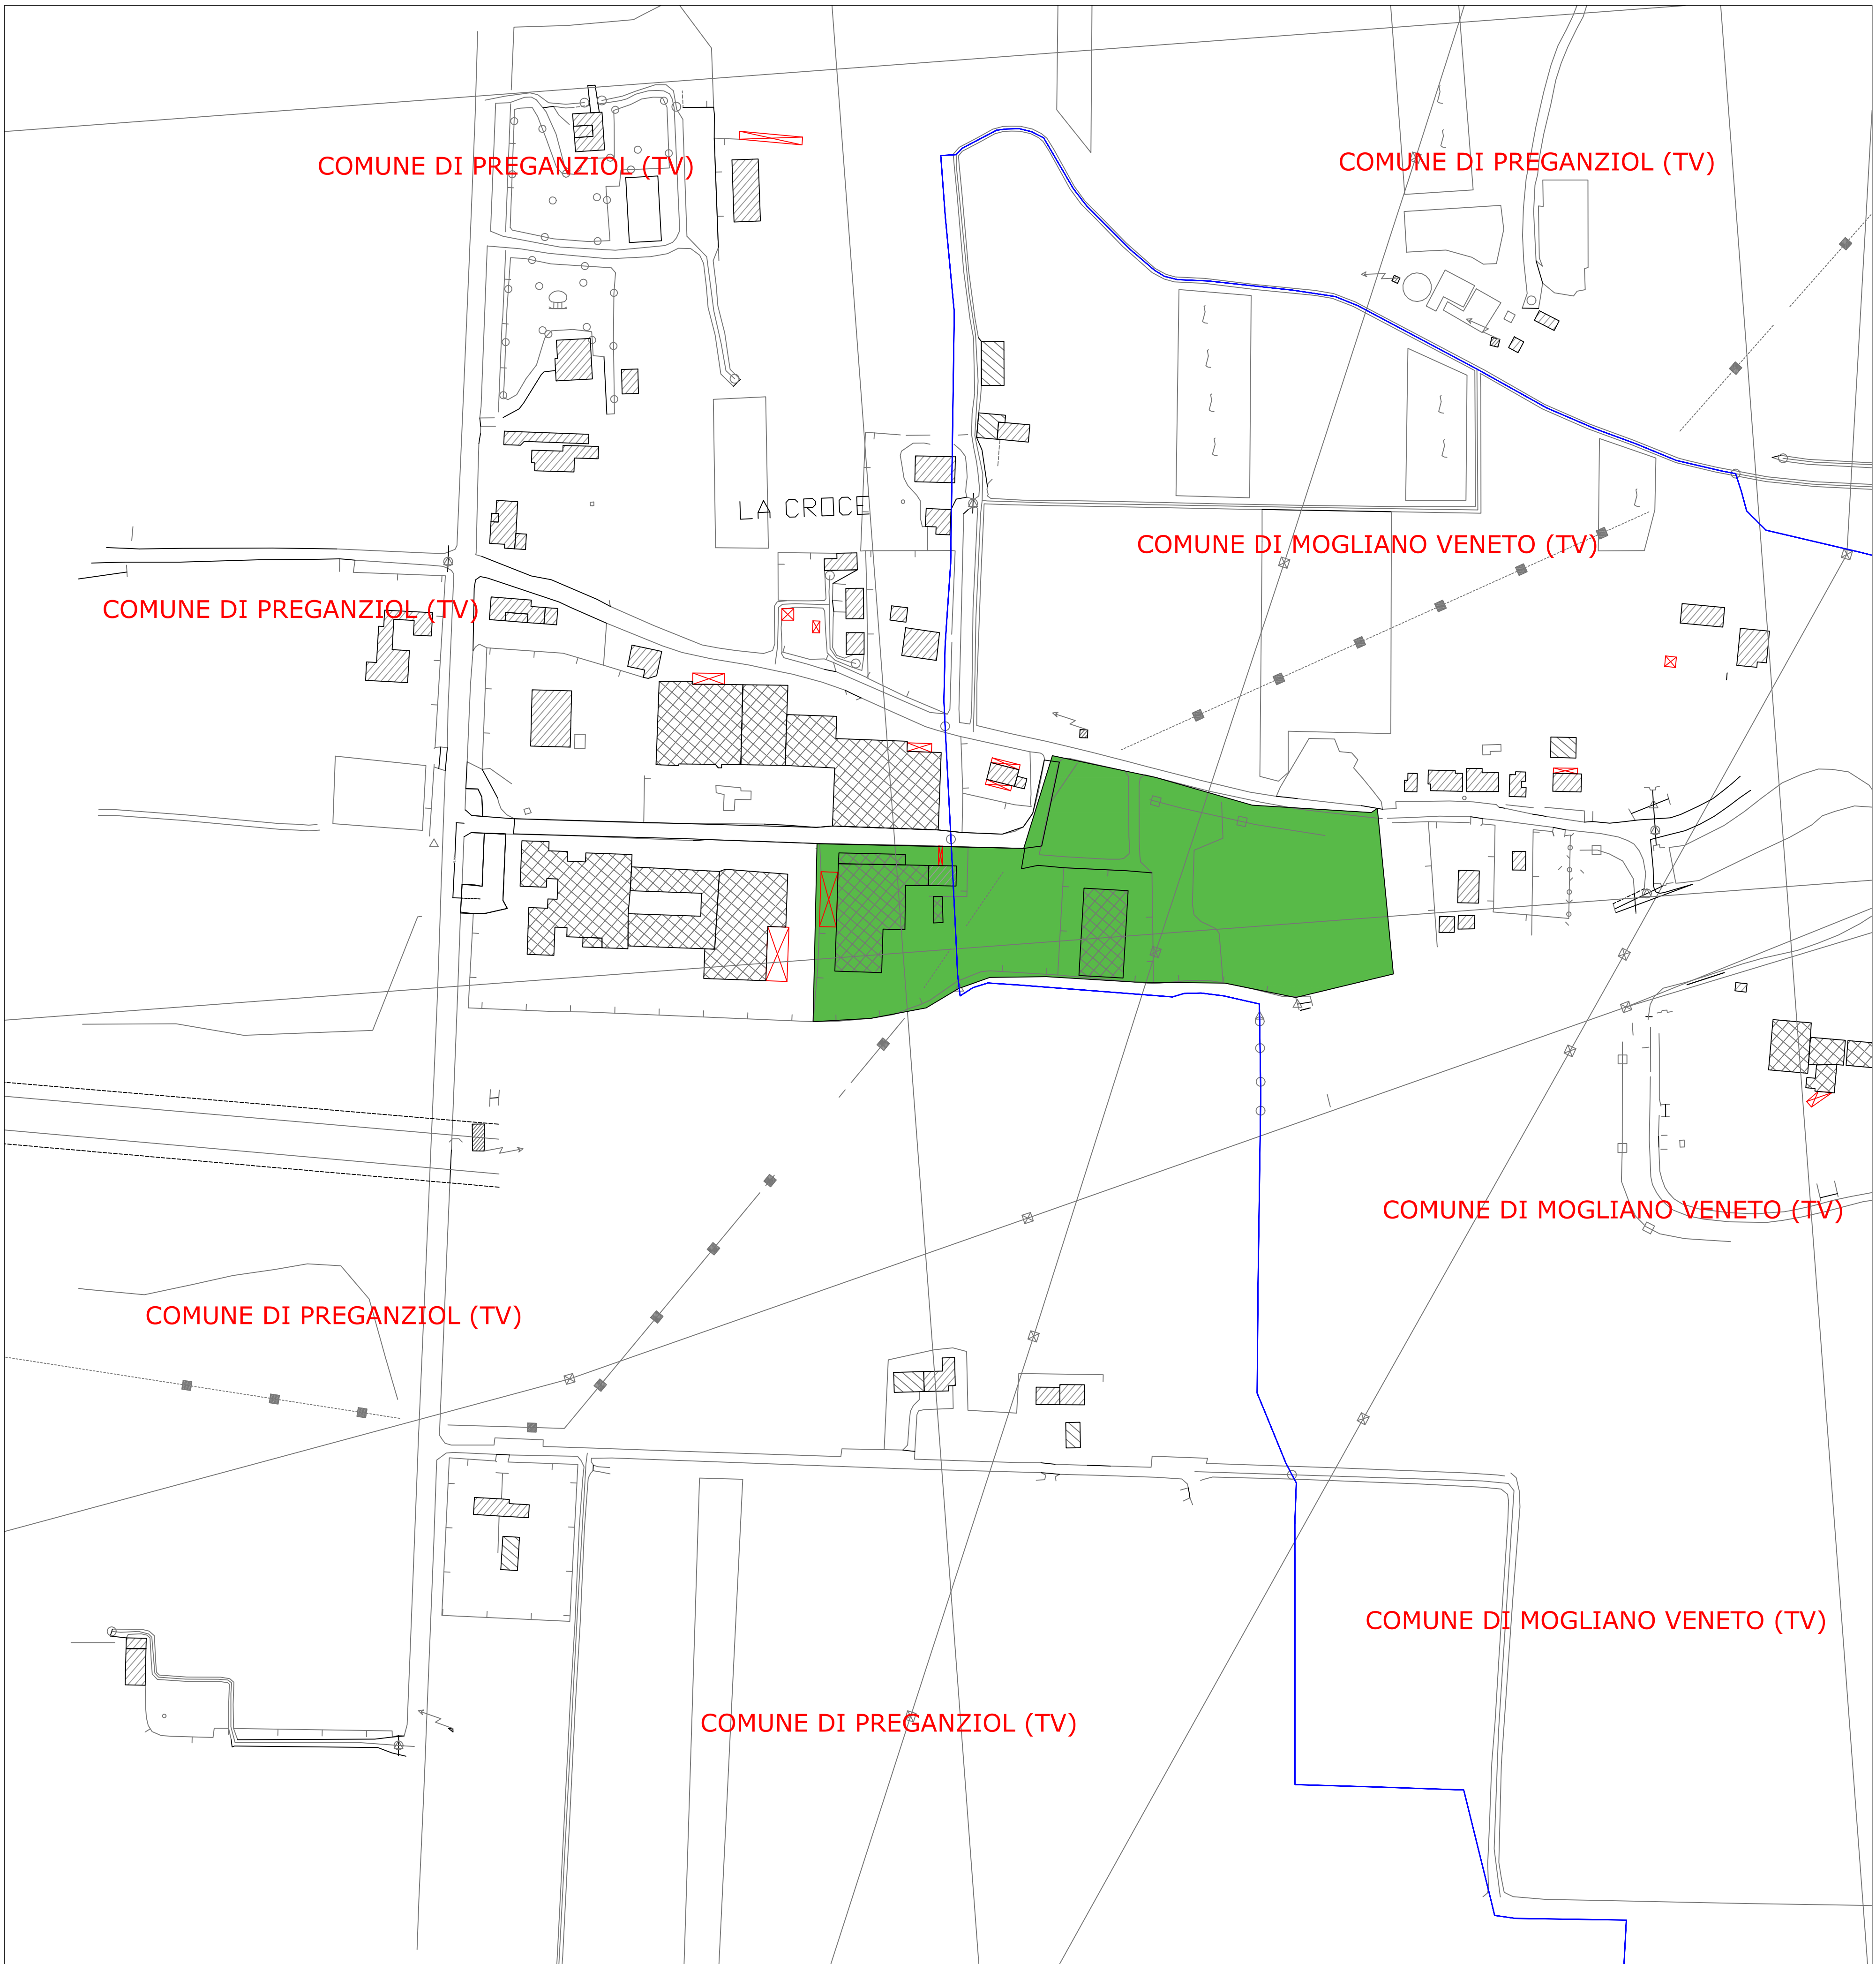 COMUNE DI PREGANZIOL (TV)
COMUNE DI PREGANZIOL (TV)
LA CROCE
COMUNE DI MOGLIANO VENETO (TV)
COMUNE DI PREGANZIOL (TV)
COMUNE DI MOGLIANO VENETO (TV)
COMUNE DI PREGANZIOL (TV)
COMUNE DI MOGLIANO VENETO (TV)
COMUNE DI PREGANZIOL (TV)